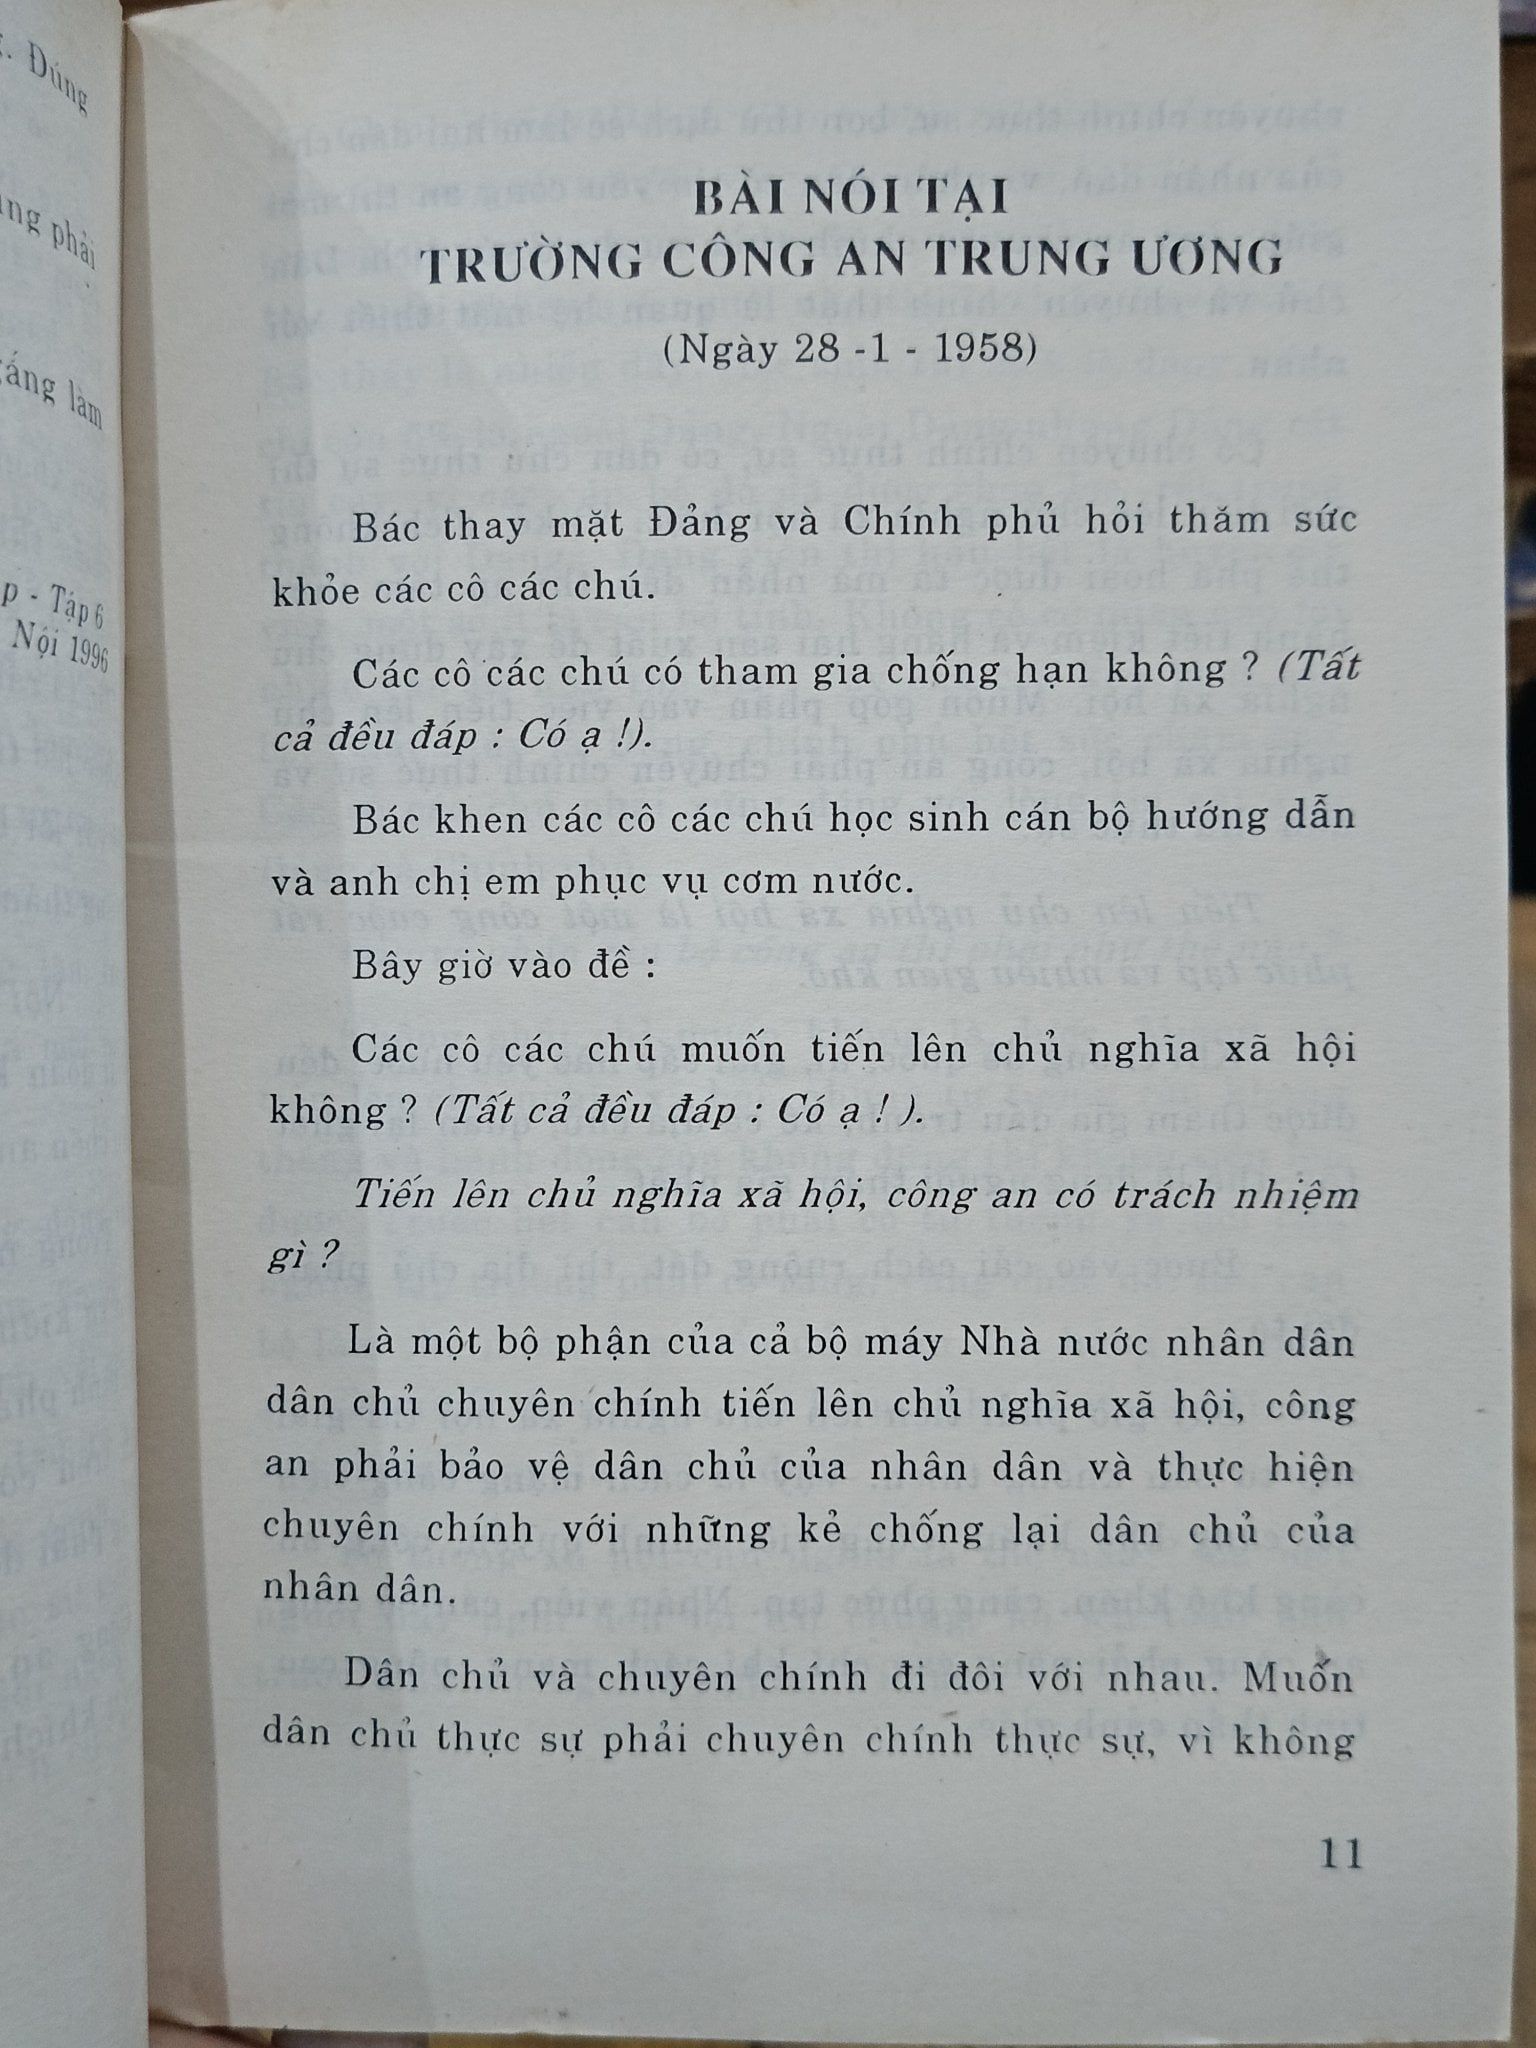 . Đúng
phải
gắng làm
p - Tập 6
Nội 1996
BÀI NÓI TẠI
TRƯỜNG CÔNG AN TRUNG ƯƠNG
(Ngày 28 -1 - 1958)
Bác thay mặt Đảng và Chính phủ hỏi thăm sức
khỏe các cô các chú.
Các cô các chú có tham gia chống hạn không ? (Tất
cả đều đáp : Có ạ !).
Bác khen các cô các chú học sinh cán bộ hướng dẫn
và anh chị em phục vụ cơm nước.
Bây giờ vào đề :
Các cô các chú muốn tiến lên chủ nghĩa xã hội
không ? (Tất cả đều đáp : Có ạ ! ).
Tiến lên chủ nghĩa xã hội, công an có trách nhiệm
gì ?
Là một bộ phận của cả bộ máy Nhà nước nhân dân
dân chủ chuyên chính tiến lên chủ nghĩa xã hội, công
an phải bảo vệ dân chủ của nhân dân và thực hiện
chuyên chính với những kẻ chống lại dân chủ của
nhân dân.
Dân chủ và chuyên chính đi đôi với nhau. Muốn
dân chủ thực sự phải chuyên chính thực sự, vì không
11